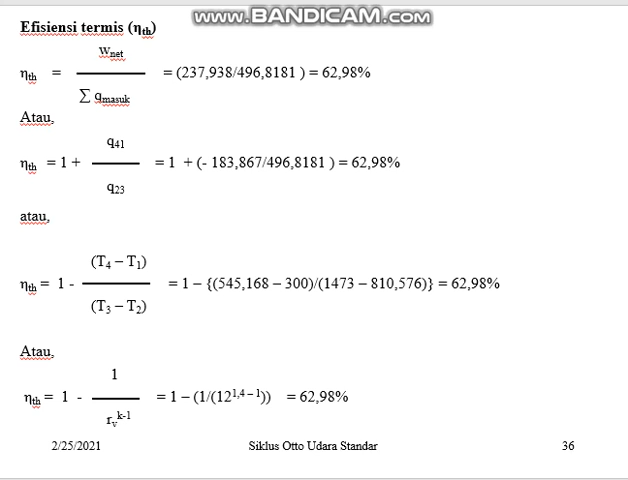 www.BANDICAM.com
Efisiensi termis (ηth)
wnet
ηth = = (237,938/496,8181 ) = 62,98%
∑ qmasuk
Atau,
q41
ηth = 1 + = 1 + (- 183,867/496,8181 ) = 62,98%
q23
atau,
(T4 – T1)
ηth = 1 - = 1 – {(545,168 – 300)/(1473 – 810,576)} = 62,98%
(T3 – T2)
Atau,
1
ηth = 1 - = 1 – (1/(12^1,4 – 1)) = 62,98%
rv^k-1
2/25/2021 Siklus Otto Udara Standar 36